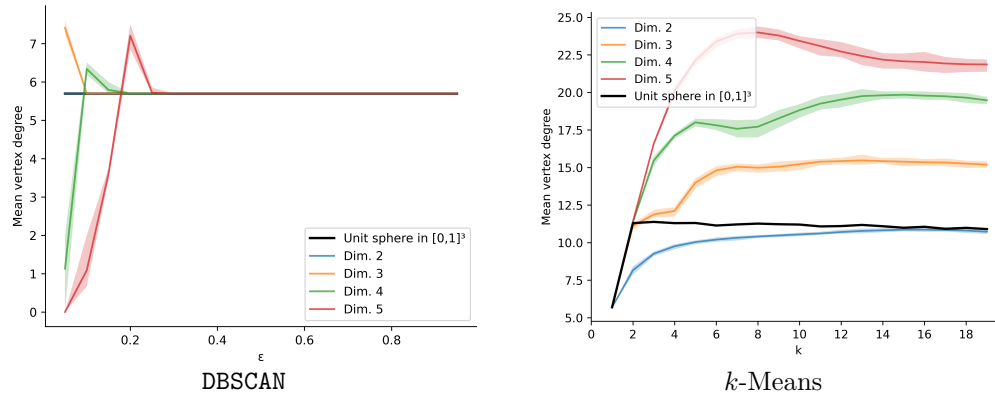 Mean vertex degree
7
6
5
4
3
2
1
0
0.2
0.4
0.6
0.8
ε
Unit sphere in [0,1]³
Dim. 2
Dim. 3
Dim. 4
Dim. 5
DBSCAN
Mean vertex degree
25.0
22.5
20.0
17.5
15.0
12.5
10.0
7.5
5.0
0
2
4
6
8
10
12
14
16
18
k
Dim. 2
Dim. 3
Dim. 4
Dim. 5
Unit sphere in [0,1]³
k-Means